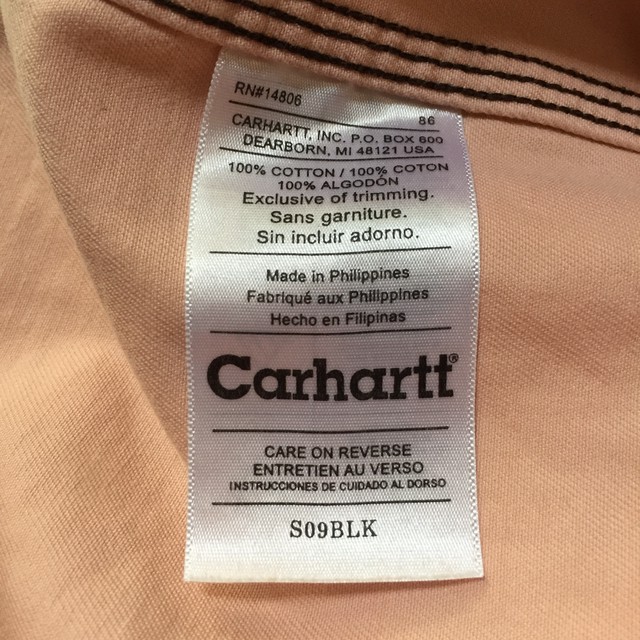 RN#14806
86
CARHARTT, INC. P.O. BOX 600
DEARBORN, MI 48121 USA
100% COTTON / 100% COTON
100% ALGODÓN
Exclusive of trimming.
Sans garniture.
Sin incluir adorno.
Made in Philippines
Fabriqué aux Philippines
Hecho en Filipinas
Carhartt®
CARE ON REVERSE
ENTRETIEN AU VERSO
INSTRUCCIONES DE CUIDADO AL DORSO
S09BLK